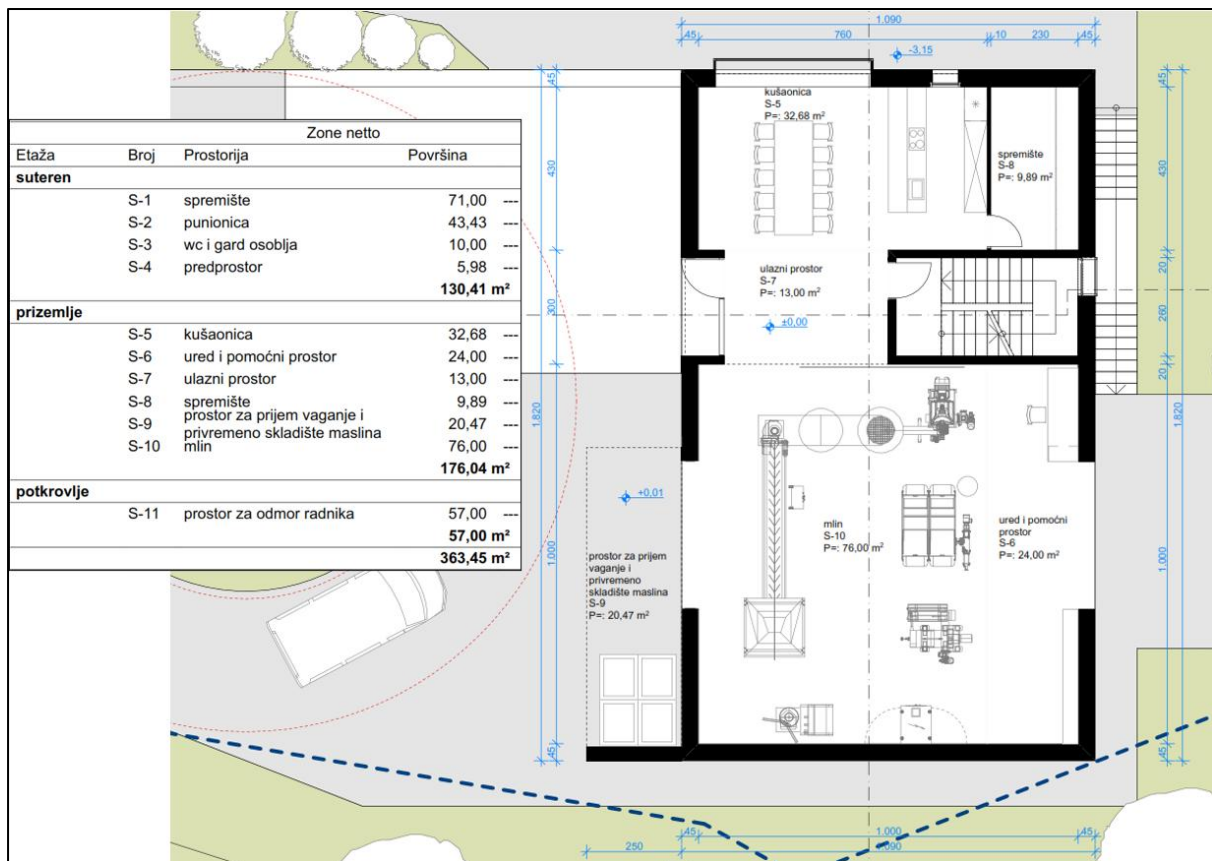 Zone netto
Etaža Broj Prostorija Površina
suteren
S-1 spremište 71,00 ---
S-2 punionica 43,43 ---
S-3 wc i gard osoblja 10,00 ---
S-4 predprostor 5,98 ---
130,41 m²
prizemlje
S-5 kušaonica 32,68 ---
S-6 ured i pomoćni prostor 24,00 ---
S-7 ulazni prostor 13,00 ---
S-8 spremište 9,89 ---
S-9 prostor za prijem vaganje i privremeno skladište maslina 20,47 ---
S-10 mlin 76,00 ---
176,04 m²
potkrovlje
S-11 prostor za odmor radnika 57,00 ---
57,00 m²
363,45 m²
1.090
45 760 10 230 45
-3,15
kušaonica
S-5
P=: 32,68 m²
spremište
S-8
P=: 9,89 m²
ulazni prostor
S-7
P=: 13,00 m²
±0,00
+0,01
prostor za prijem
vaganje i
privremeno
skladište maslina
S-9
P=: 20,47 m²
mlin
S-10
P=: 76,00 m²
ured i pomoćni
prostor
S-6
P=: 24,00 m²
45
430
300
1.000
45
1.820
45
430
20
260
20
1.000
45
1.820
250
45 1.000 45
1.090